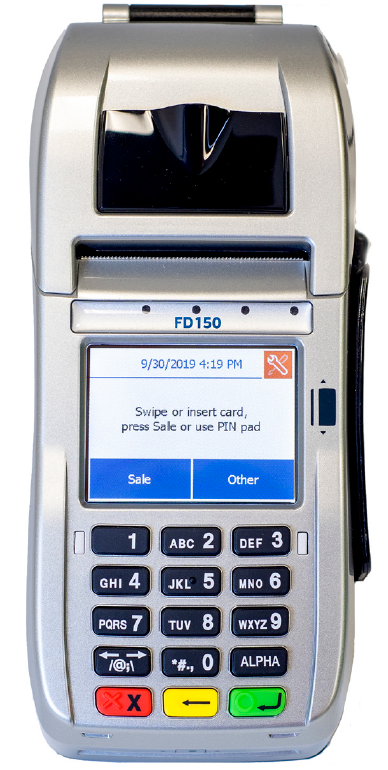 FD150
9/30/2019 4:19 PM
Swipe or insert card,
press Sale or use PIN pad
Sale Other
1 ABC 2 DEF 3
GHI 4 JKL 5 MNO 6
PQRS 7 TUV 8 WXYZ 9
/@;\ *#., 0 ALPHA
X